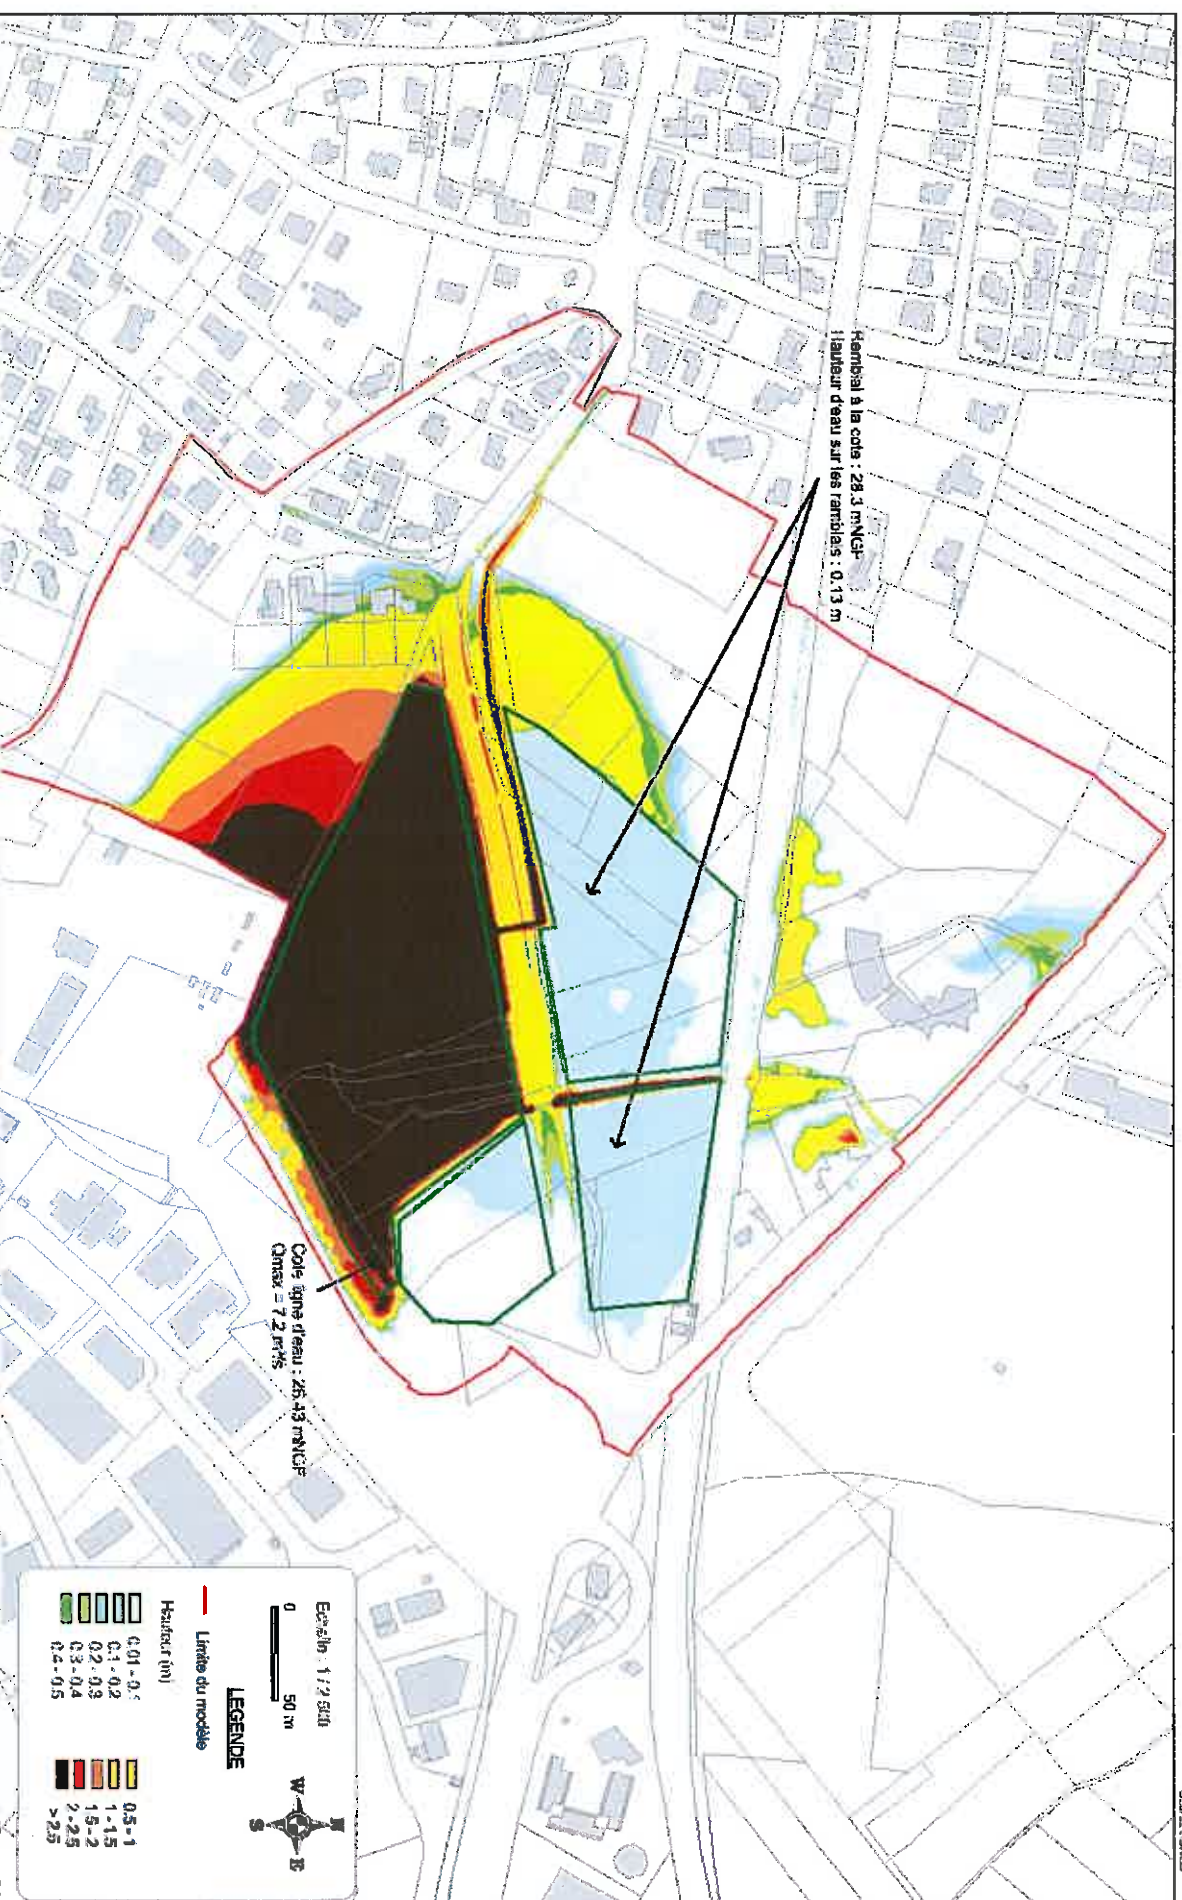 Remblai à la cote : 28.3 mNGF
Hauteur d'eau sur les remblais : 0.13 m
Cote ligne d'eau : 26.43 mNGF
Qmax = 7.2 m³/s
Echelle : 1 / 2 500
0 50 m
N
W E
S
LEGENDE
Limite du modèle
Hauteur (m)
0.1 - 0.2
0.2 - 0.3
0.3 - 0.4
0.4 - 0.5
0.5 - 1
1 - 1.5
1.5 - 2
2 - 2.5
> 2.5